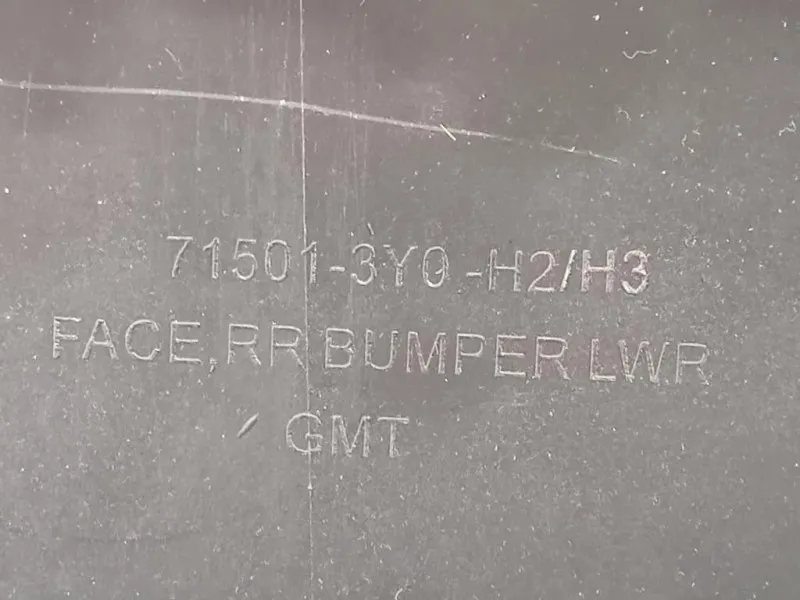 71501-3Y0-H2/H3
FACE,RR BUMPER LWR
GMT